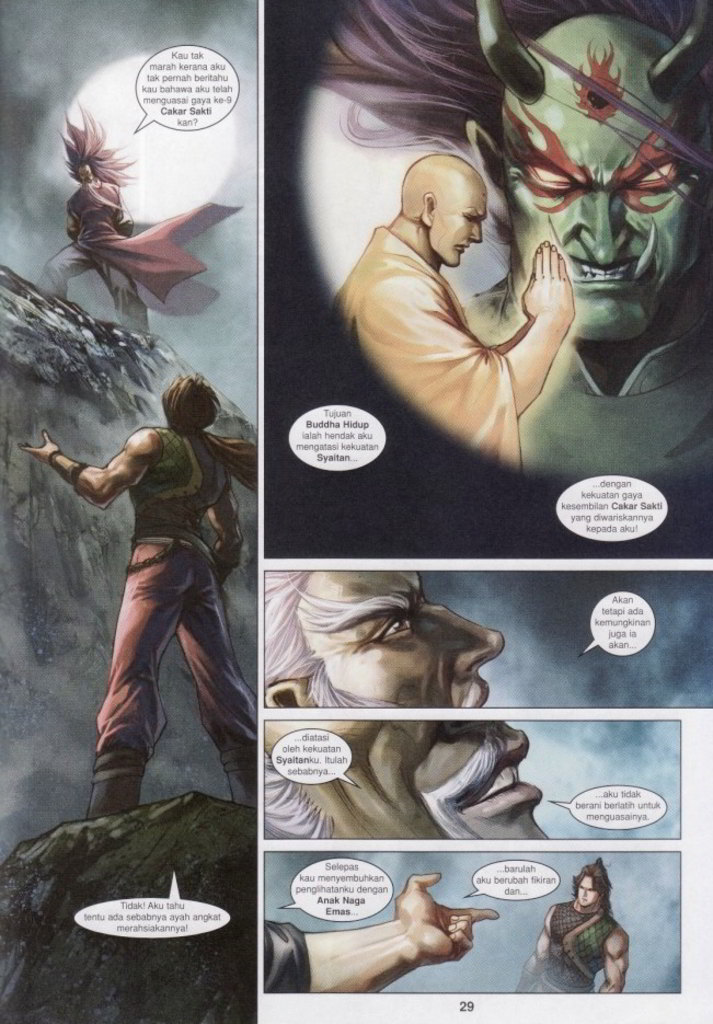 Kau tak
marah kerana aku
tak pernah beritahu
kau bahawa aku telah
menguasai gaya ke-9
Cakar Sakti
kan?
Tidak! Aku tahu
tentu ada sebabnya ayah angkat
merahsiakannya!
Tujuan
Buddha Hidup
ialah hendak aku
mengatasi kekuatan
Syaitan...
...dengan
kekuatan gaya
kesembilan Cakar Sakti
yang diwariskannya
kepada aku!
Akan
tetapi ada
kemungkinan
juga ia
akan...
...diatasi
oleh kekuatan
Syaitanku. Itulah
sebabnya...
...aku tidak
berani berlatih untuk
menguasainya.
Selepas
kau menyembuhkan
penglihatanku dengan
Anak Naga
Emas...
...barulah
aku berubah fikiran
dan...
29